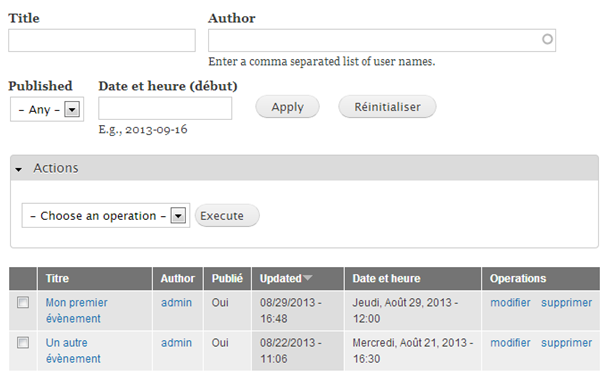 Title Author
Enter a comma separated list of user names.
Published Date et heure (début)
- Any - Apply Réinitialiser
E.g., 2013-09-16
Actions
- Choose an operation - Execute
Titre Author Publié Updated Date et heure Operations
Mon premier admin Oui 08/29/2013 - Jeudi, Août 29, 2013 - modifier supprimer
évènement 16:48 12:00
Un autre admin Oui 08/22/2013 - Mercredi, Août 21, 2013 - modifier supprimer
évènement 11:06 16:30